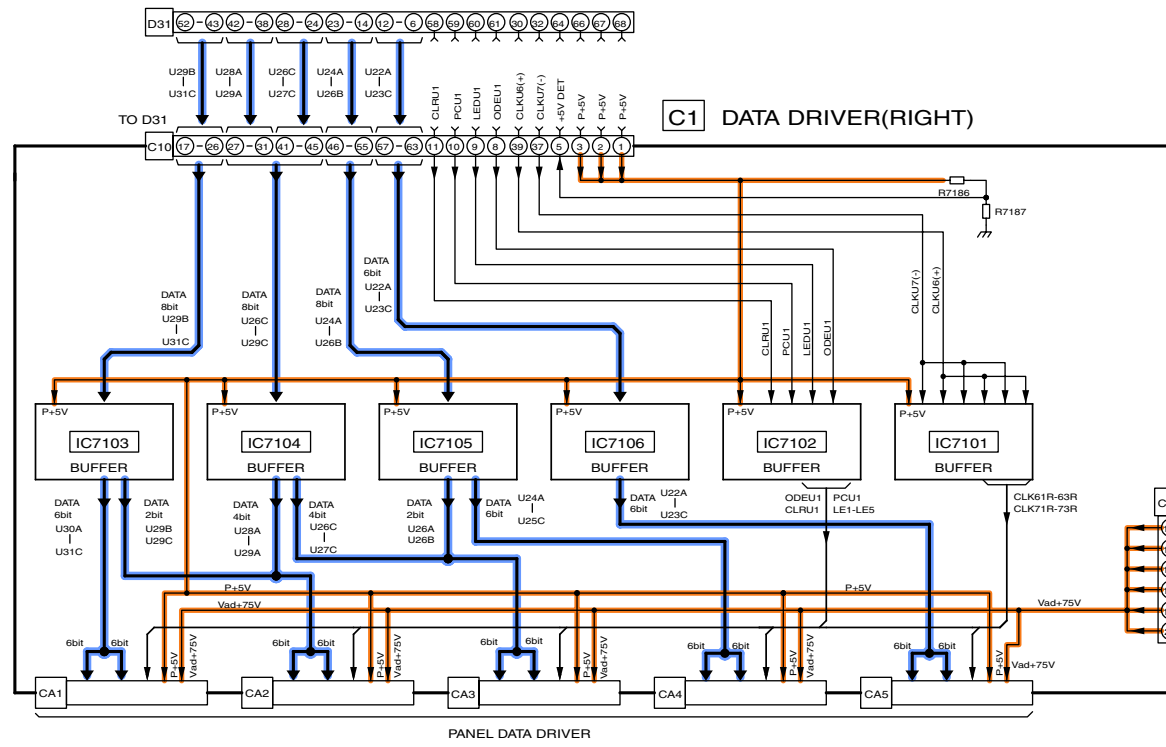 D31 52 - 43 42 - 38 28 - 24 23 - 14 12 - 6 58 59 60 61 30 32 64 66 67 68
U29B | U31C
U28A | U29A
U26C | U27C
U24A | U26B
U22A | U23C
CLRU1 PCU1 LEDU1 ODEU1 CLKU6(+) CLKU7(-) +5V DET P+5V P+5V P+5V
TO D31
C1 DATA DRIVER(RIGHT)
C10 17 - 26 27 - 31 41 - 45 46 - 55 57 - 63 11 10 9 8 39 37 5 3 2 1
R7186
R7187
DATA 8bit U29B | U31C
DATA 8bit U26C | U29C
DATA 8bit U24A | U26B
DATA 6bit U22A | U23C
CLRU1 PCU1 LEDU1 ODEU1
CLKU7(-) CLKU6(+)
P+5V P+5V P+5V P+5V P+5V P+5V
IC7103 IC7104 IC7105 IC7106 IC7102 IC7101
BUFFER BUFFER BUFFER BUFFER BUFFER BUFFER
DATA 6bit U30A | U31C
DATA 2bit U29B U29C
DATA 4bit U28A | U29A
DATA 4bit U26C | U27C
DATA 2bit U26A U26B
DATA 6bit U24A | U25C
DATA 6bit U22A | U23C
ODEU1 PCU1
CLRU1 LE1-LE5
CLK61R-63R
CLK71R-73R
P+5V P+5V
Vad+75V Vad+75V
6bit 6bit P+5V Vad+75V
6bit 6bit P+5V Vad+75V
6bit 6bit P+5V Vad+75V
6bit 6bit P+5V Vad+75V
6bit 6bit P+5V Vad+75V
CA1 CA2 CA3 CA4 CA5
PANEL DATA DRIVER